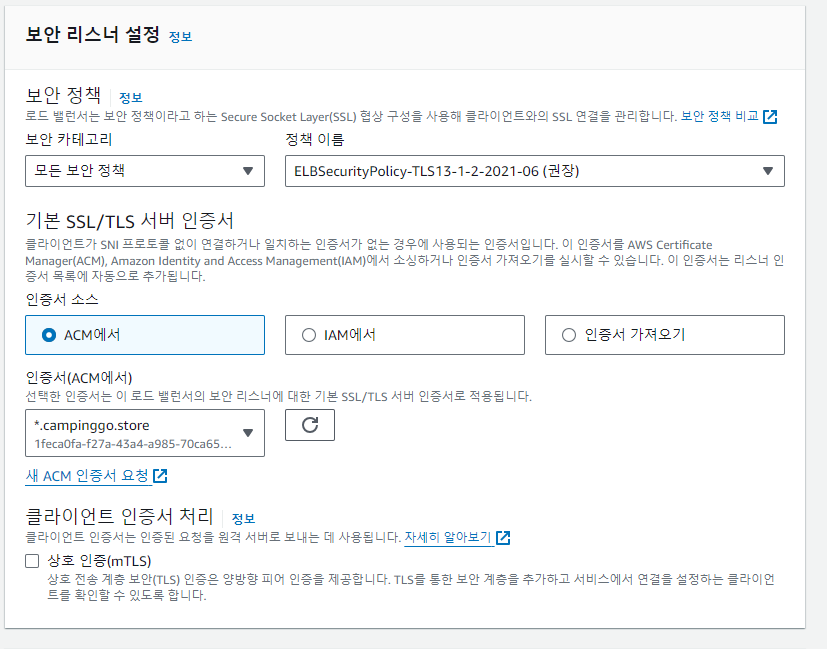 보안 리스너 설정 정보
보안 정책 정보
로드 밸런서는 보안 정책이라고 하는 Secure Socket Layer(SSL) 협상 구성을 사용해 클라이언트와의 SSL 연결을 관리합니다. 보안 정책 비교
보안 카테고리 정책 이름
모든 보안 정책 ELBSecurityPolicy-TLS13-1-2-2021-06 (권장)
기본 SSL/TLS 서버 인증서
클라이언트가 SNI 프로토콜 없이 연결하거나 일치하는 인증서가 없는 경우에 사용되는 인증서입니다. 이 인증서를 AWS Certificate
Manager(ACM), Amazon Identity and Access Management(IAM)에서 소싱하거나 인증서 가져오기를 실시할 수 있습니다. 이 인증서는 리스너 인
증서 목록에 자동으로 추가됩니다.
인증서 소스
ACM에서 IAM에서 인증서 가져오기
인증서(ACM에서)
선택한 인증서는 이 로드 밸런서의 보안 리스너에 대한 기본 SSL/TLS 서버 인증서로 적용됩니다.
*.campinggo.store
1feca0fa-f27a-43a4-a985-70ca65...
새 ACM 인증서 요청
클라이언트 인증서 처리 정보
클라이언트 인증서는 인증된 요청을 원격 서버로 보내는 데 사용됩니다. 자세히 알아보기
상호 인증(mTLS)
상호 전송 계층 보안(TLS) 인증은 양방향 피어 인증을 제공합니다. TLS를 통한 보안 계층을 추가하고 서비스에서 연결을 설정하는 클라이언
트를 확인할 수 있도록 합니다.